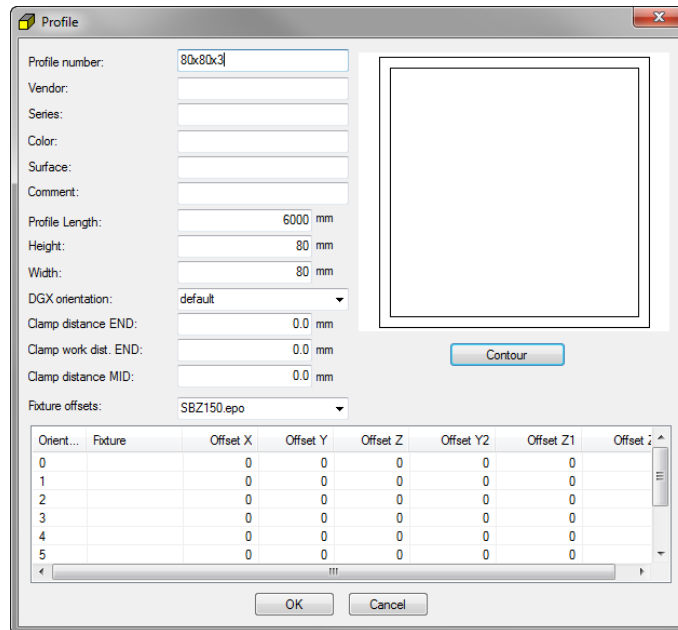 Profile
Profile number: 80x80x3
Vendor:
Series:
Color:
Surface:
Comment:
Profile Length: 6000 mm
Height: 80 mm
Width: 80 mm
DGX orientation: default
Clamp distance END: 0.0 mm
Clamp work dist. END: 0.0 mm
Clamp distance MID: 0.0 mm
Contour
Fixture offsets: SBZ150.epo
Orient... Fixture Offset X Offset Y Offset Z Offset Y2 Offset Z1 Offset
0 0 0 0 0 0
1 0 0 0 0 0
2 0 0 0 0 0
3 0 0 0 0 0
4 0 0 0 0 0
5 0 0 0 0 0
OK Cancel